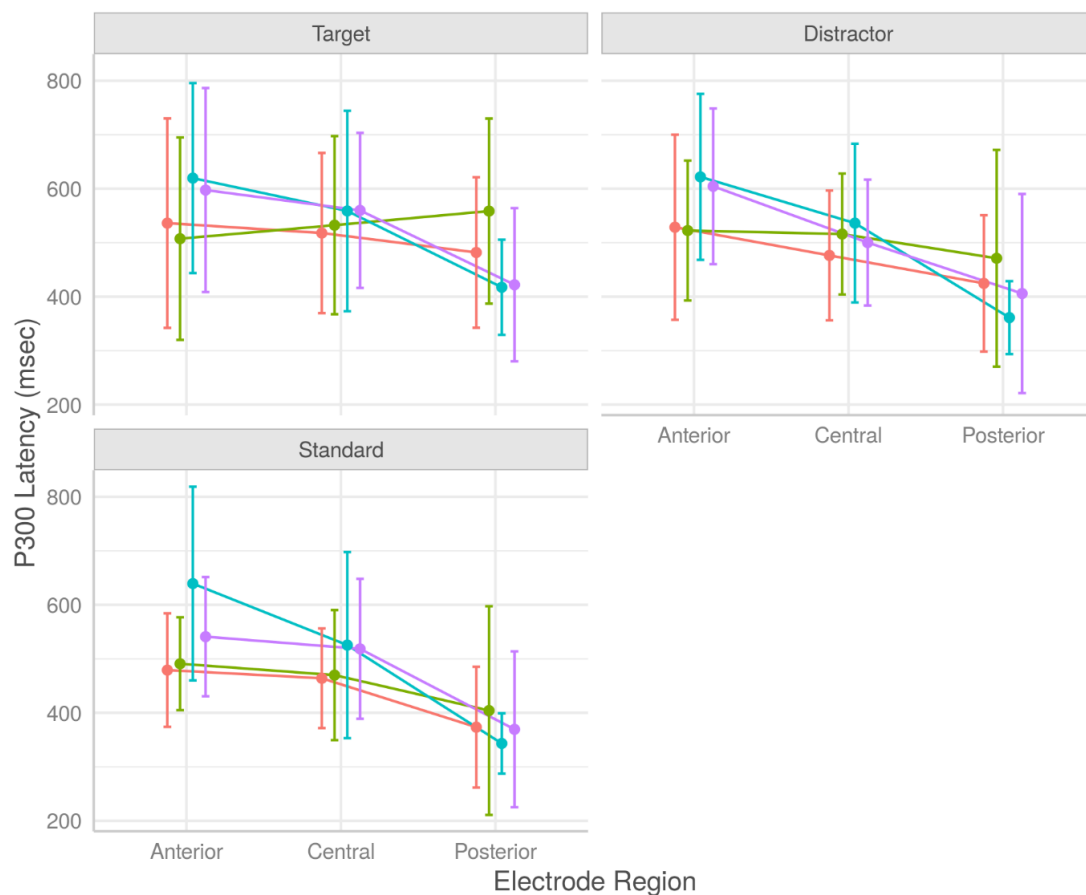 Target
Distractor
800
600
400
200
Anterior Central Posterior
Standard
800
600
400
200
Anterior Central Posterior
P300 Latency (msec)
Electrode Region